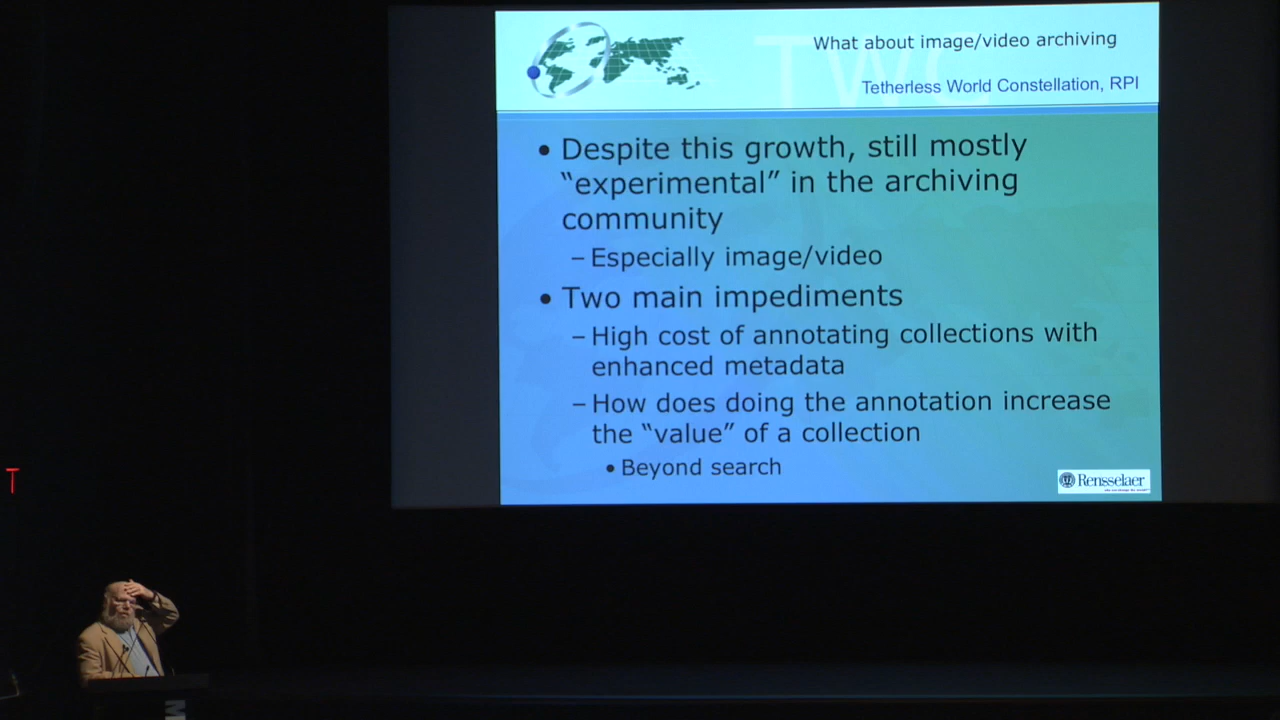 What about image/video archiving
TWC
Tetherless World Constellation, RPI
• Despite this growth, still mostly
“experimental” in the archiving
community
– Especially image/video
• Two main impediments
– High cost of annotating collections with
enhanced metadata
– How does doing the annotation increase
the “value” of a collection
• Beyond search
Rensselaer
T
M